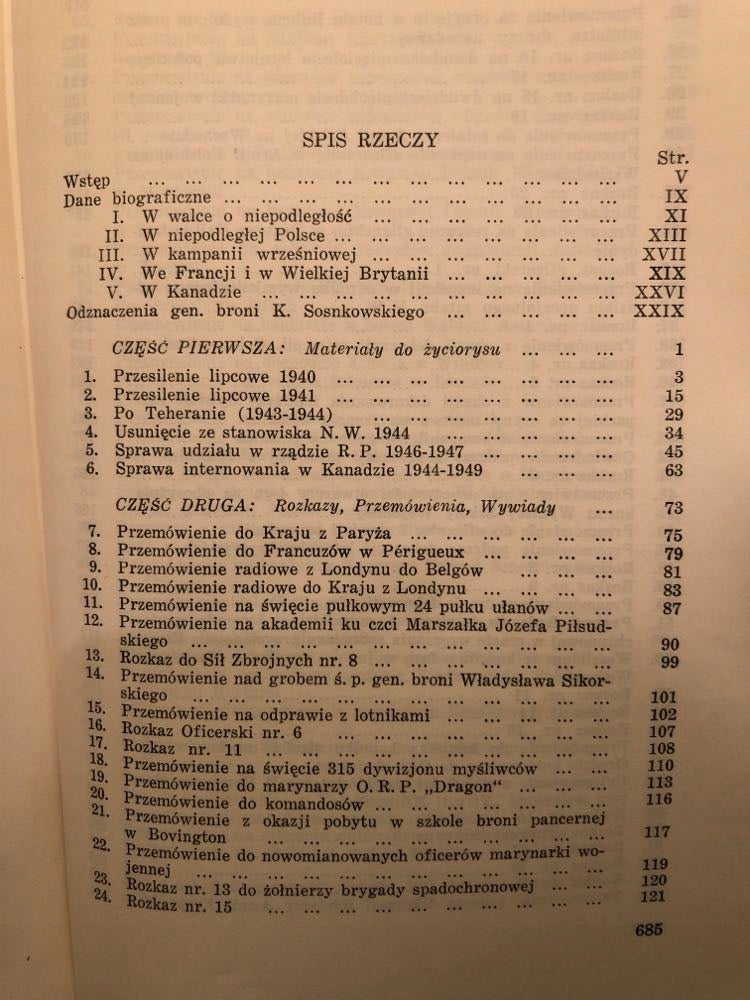 SPIS RZECZY
Str.
Wstęp ... ... ... ... ... ... ... ... ... ... ... ... ... V
Dane biograficzne ... ... ... ... ... ... ... ... ... ... ... IX
I. W walce o niepodległość ... ... ... ... ... ... ... XI
II. W niepodległej Polsce ... ... ... ... ... ... ... ... XIII
III. W kampanii wrześniowej ... ... ... ... ... ... ... XVII
IV. We Francji i w Wielkiej Brytanii ... ... ... ... ... XIX
V. W Kanadzie ... ... ... ... ... ... ... ... ... ... XXVI
Odznaczenia gen. broni K. Sosnkowskiego ... ... ... ... ... XXIX
CZĘŚĆ PIERWSZA: Materiały do życiorysu ... ... ... 1
1. Przesilenie lipcowe 1940 ... ... ... ... ... ... ... ... 3
2. Przesilenie lipcowe 1941 ... ... ... ... ... ... ... ... 15
3. Po Teheranie (1943-1944) ... ... ... ... ... ... ... 29
4. Usunięcie ze stanowiska N. W. 1944 ... ... ... ... ... 34
5. Sprawa udziału w rządzie R. P. 1946-1947 ... ... ... ... 45
6. Sprawa internowania w Kanadzie 1944-1949 ... ... ... 63
CZĘŚĆ DRUGA: Rozkazy, Przemówienia, Wywiady ... 73
7. Przemówienie do Kraju z Paryża ... ... ... ... ... ... 75
8. Przemówienie do Francuzów w Périgueux ... ... ... ... 79
9. Przemówienie radiowe z Londynu do Belgów ... ... ... 81
10. Przemówienie radiowe do Kraju z Londynu ... ... ... ... 83
11. Przemówienie na święcie pułkowym 24 pułku ułanów ... ... 87
12. Przemówienie na akademii ku czci Marszałka Józefa Piłsud-
skiego ... ... ... ... ... ... ... ... ... ... ... ... 90
13. Rozkaz do Sił Zbrojnych nr. 8 ... ... ... ... ... ... ... 99
14. Przemówienie nad grobem ś. p. gen. broni Władysława Sikor-
skiego ... ... ... ... ... ... ... ... ... ... ... ... 101
15. Przemówienie na odprawie z lotnikami ... ... ... ... ... 102
16. Rozkaz Oficerski nr. 6 ... ... ... ... ... ... ... ... 107
17. Rozkaz nr. 11 ... ... ... ... ... ... ... ... ... ... 108
18. Przemówienie na święcie 315 dywizjonu myśliwców ... ... 110
19. Przemówienie do marynarzy O. R. P. „Dragon“ ... ... ... 113
20. Przemówienie do komandosów ... ... ... ... ... ... ... 116
21. Przemówienie z okazji pobytu w szkole broni pancernej
w Bovington ... ... ... ... ... ... ... ... ... ... 117
22. Przemówienie do nowomianowanych oficerów marynarki wo-
jennej ... ... ... ... ... ... ... ... ... ... ... ... 119
23. Rozkaz nr. 13 do żołnierzy brygady spadochronowej ... ... 120
24. Rozkaz nr. 15 ... ... ... ... ... ... ... ... ... ... 121
685